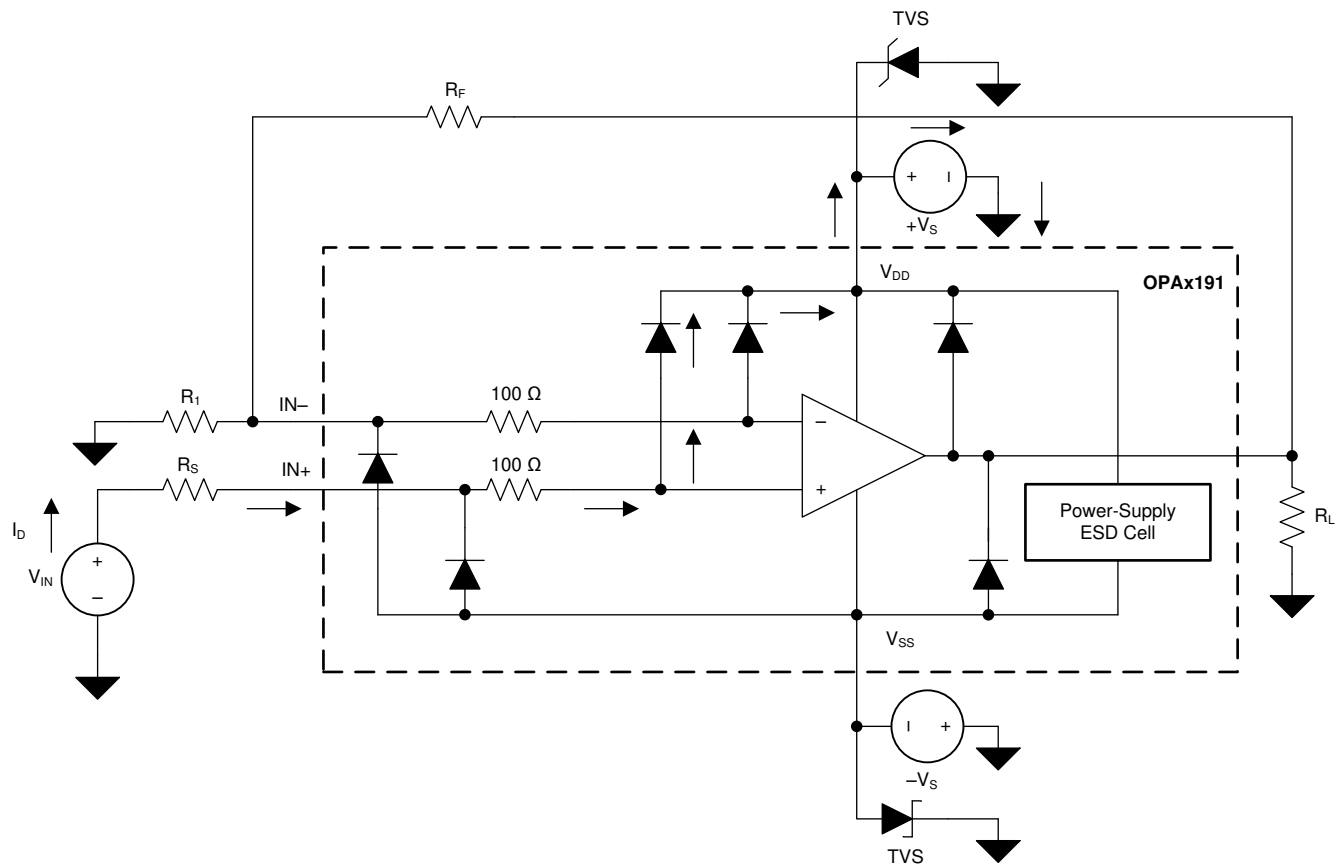 TVS
R_F
+ –
+V_S
V_DD
OPAx191
R_1
IN–
100 Ω
–
R_S
IN+
100 Ω
+
I_D
V_IN
+
–
Power-Supply
ESD Cell
R_L
V_SS
– +
–V_S
TVS